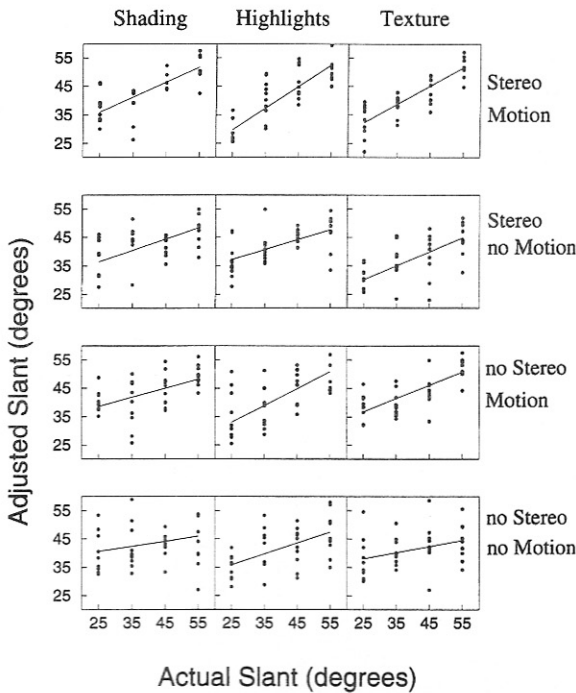 Shading Highlights Texture
55
45
35
25
Stereo
Motion
55
45
35
25
Stereo
no Motion
55
45
35
25
no Stereo
Motion
55
45
35
25
no Stereo
no Motion
25 35 45 55 25 35 45 55 25 35 45 55
Adjusted Slant (degrees)
Actual Slant (degrees)